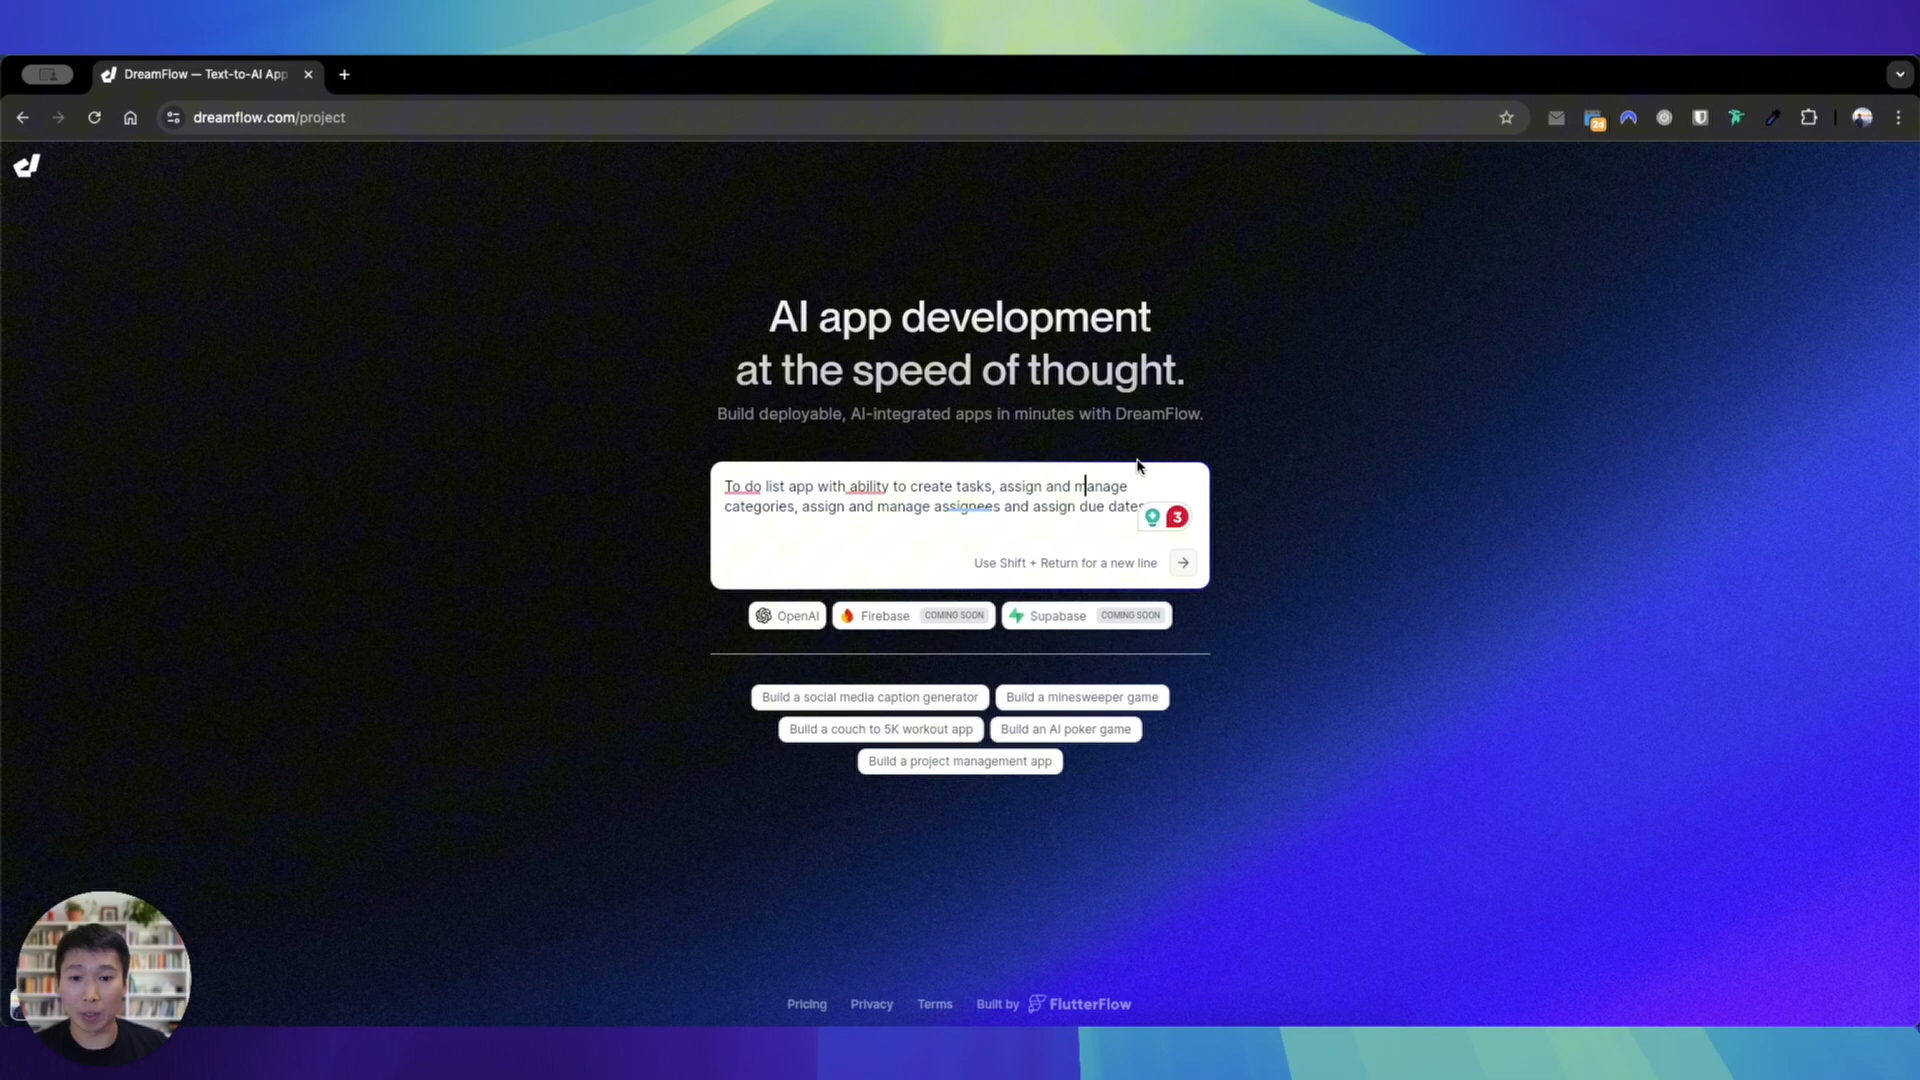 DreamFlow — Text-to-AI App
dreamflow.com/project
2d
AI app development
at the speed of thought.
Build deployable, AI-integrated apps in minutes with DreamFlow.
To do list app with ability to create tasks, assign and manage
categories, assign and manage assignees and assign due dates
3
Use Shift + Return for a new line
OpenAI
Firebase COMING SOON
Supabase COMING SOON
Build a social media caption generator
Build a minesweeper game
Build a couch to 5K workout app
Build an AI poker game
Build a project management app
Pricing Privacy Terms Built by FlutterFlow